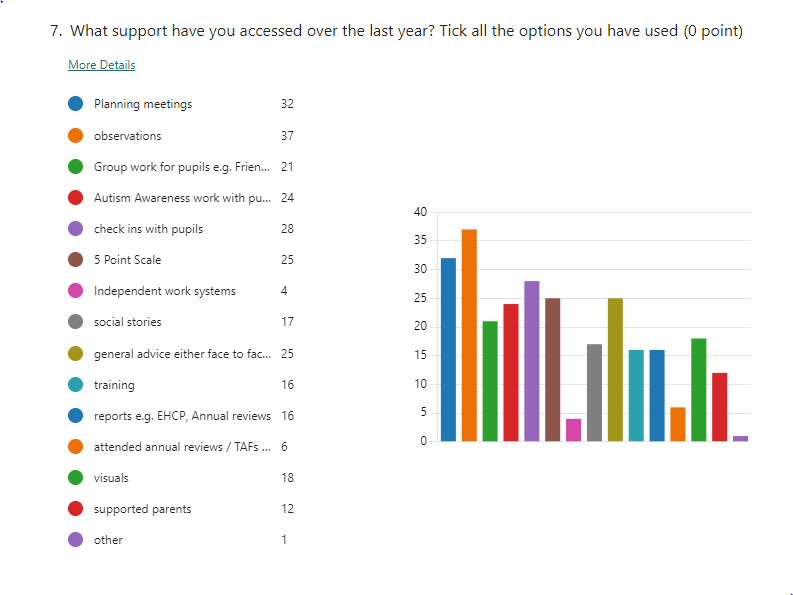 7. What support have you accessed over the last year? Tick all the options you have used (0 point)
More Details
Planning meetings 32
observations 37
Group work for pupils e.g. Frien... 21
Autism Awareness work with pu... 24
check ins with pupils 28
5 Point Scale 25
Independent work systems 4
social stories 17
general advice either face to fac... 25
training 16
reports e.g. EHCP, Annual reviews 16
attended annual reviews / TAFs ... 6
visuals 18
supported parents 12
other 1
40
35
30
25
20
15
10
5
0